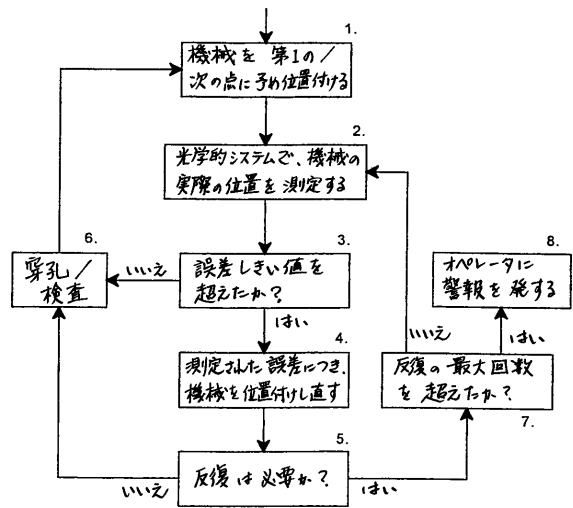 1.
機械を 第1の/
次の点に予め位置付ける
2.
光学的システムで、機械の
実際の位置を測定する
3.
誤差しきい値を
超えたか?
いいえ
はい
6.
穿孔/
検査
4.
測定された誤差につき、
機械を位置付けし直す
5.
反復は必要か?
いいえ
はい
7.
反復の最大回数
を超えたか?
いいえ
はい
8.
オペレータに
警報を発する